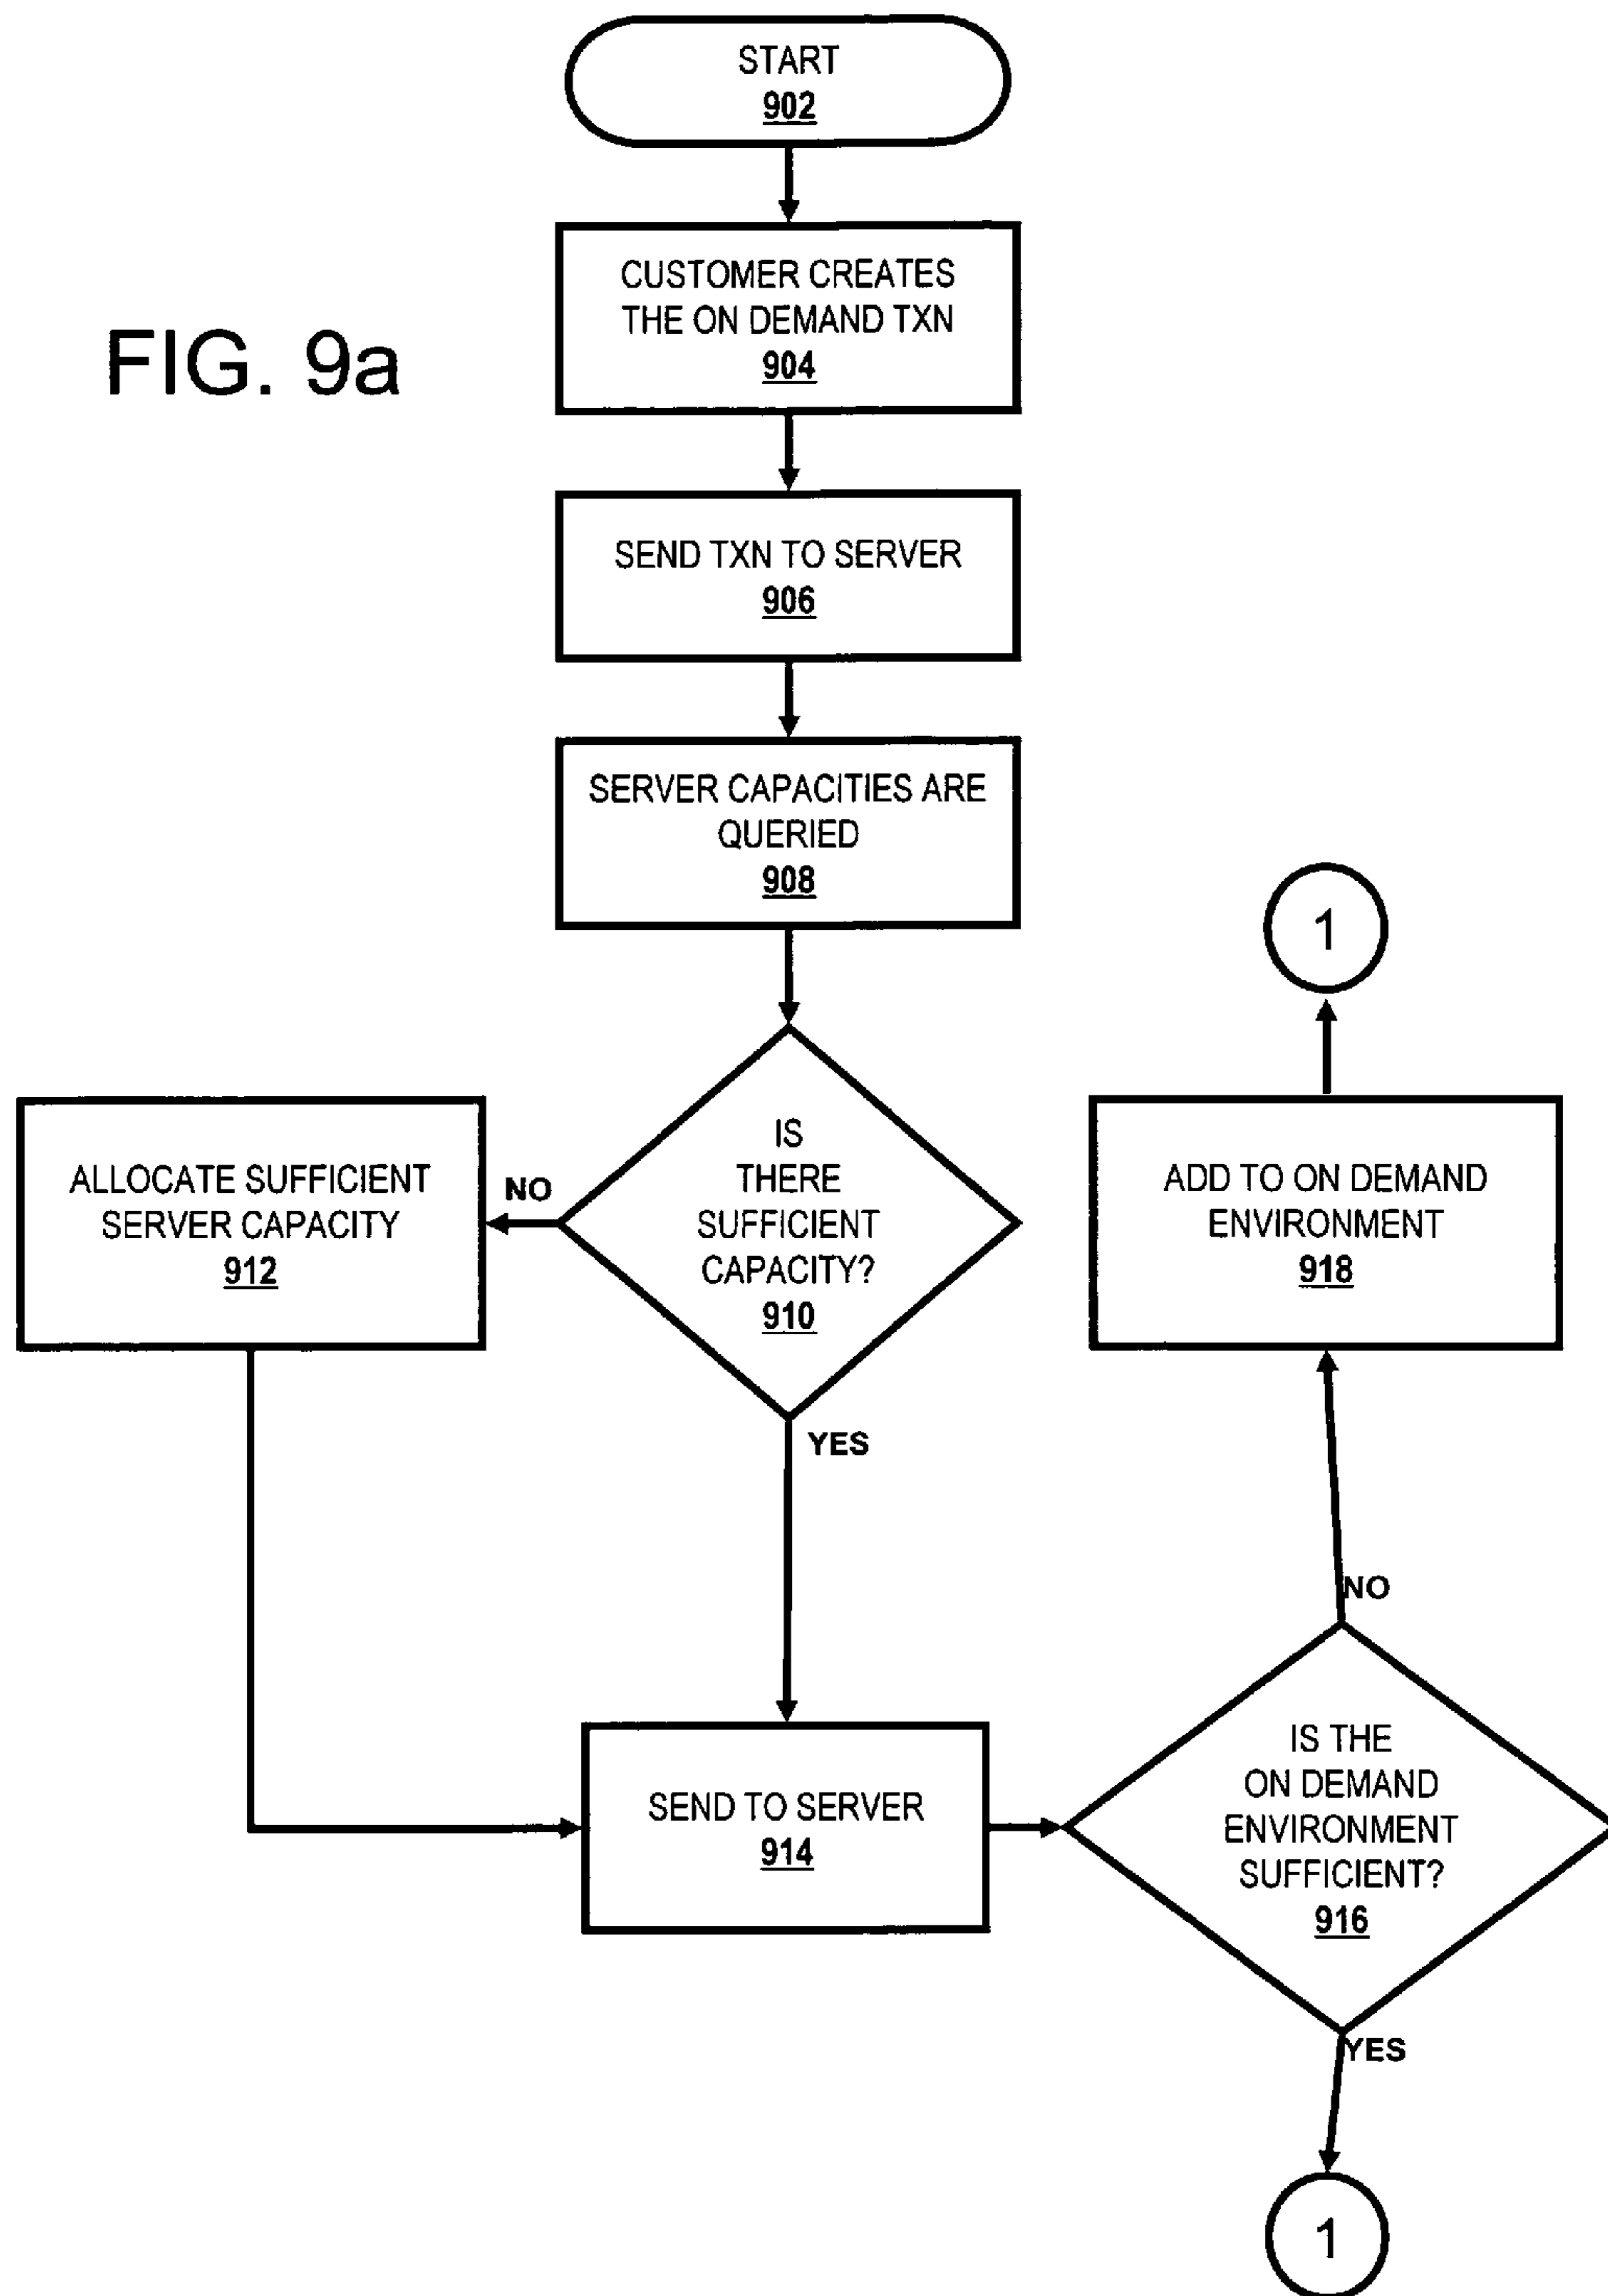 START
902
FIG. 9a
CUSTOMER CREATES
THE ON DEMAND TXN
904
SEND TXN TO SERVER
906
SERVER CAPACITIES ARE
QUERIED
908
1
IS
THERE
SUFFICIENT
CAPACITY?
910
NO
ALLOCATE SUFFICIENT
SERVER CAPACITY
912
ADD TO ON DEMAND
ENVIRONMENT
918
YES
NO
SEND TO SERVER
914
IS THE
ON DEMAND
ENVIRONMENT
SUFFICIENT?
916
YES
1